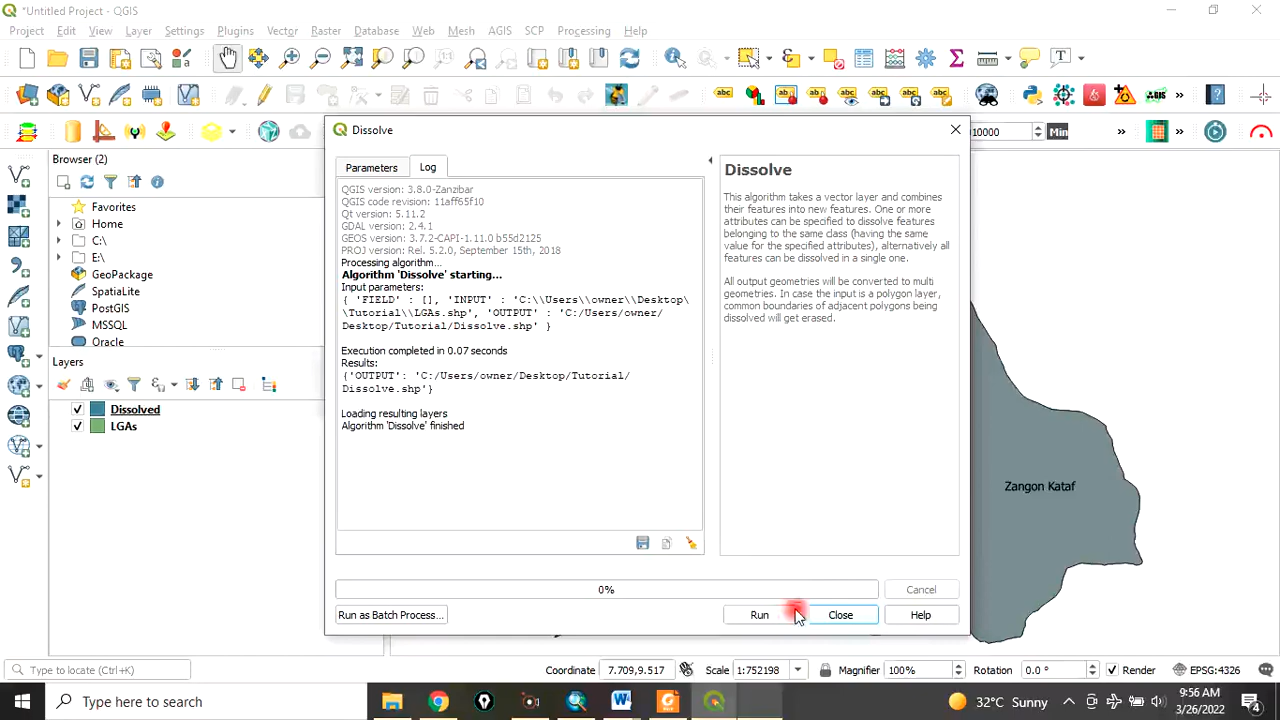 *Untitled Project - QGIS
Project Edit View Layer Settings Plugins Vector Raster Database Web Mesh AGIS SCP Processing Help
Browser (2)
Favorites
Home
C:\
E:\
GeoPackage
SpatiaLite
PostGIS
MSSQL
Oracle
Layers
Dissolved
LGAs
Dissolve
Parameters Log
QGIS version: 3.8.0-Zanzibar
QGIS code revision: 11aff65f10
Qt version: 5.11.2
GDAL version: 2.4.1
GEOS version: 3.7.2-CAPI-1.11.0 b55d2125
PROJ version: Rel. 5.2.0, September 15th, 2018
Processing algorithm…
Algorithm 'Dissolve' starting…
Input parameters:
{ 'FIELD' : [], 'INPUT' : 'C:\\Users\\owner\\Desktop\
\Tutorial\\LGAs.shp', 'OUTPUT' : 'C:/Users/owner/
Desktop/Tutorial/Dissolve.shp' }
Execution completed in 0.07 seconds
Results:
{'OUTPUT': 'C:/Users/owner/Desktop/Tutorial/
Dissolve.shp'}
Loading resulting layers
Algorithm 'Dissolve' finished
Dissolve
This algorithm takes a vector layer and combines
their features into new features. One or more
attributes can be specified to dissolve features
belonging to the same class (having the same
value for the specified attributes), alternatively all
features can be dissolved in a single one.
All output geometries will be converted to multi
geometries. In case the input is a polygon layer,
common boundaries of adjacent polygons being
dissolved will get erased.
0%
Cancel
Run as Batch Process…
Run
Close
Help
10000
Min
Zangon Kataf
Type to locate (Ctrl+K)
Coordinate 7.709,9.517 Scale 1:752198 Magnifier 100% Rotation 0.0 ° Render EPSG:4326
Type here to search
32°C Sunny
9:56 AM
3/26/2022
4